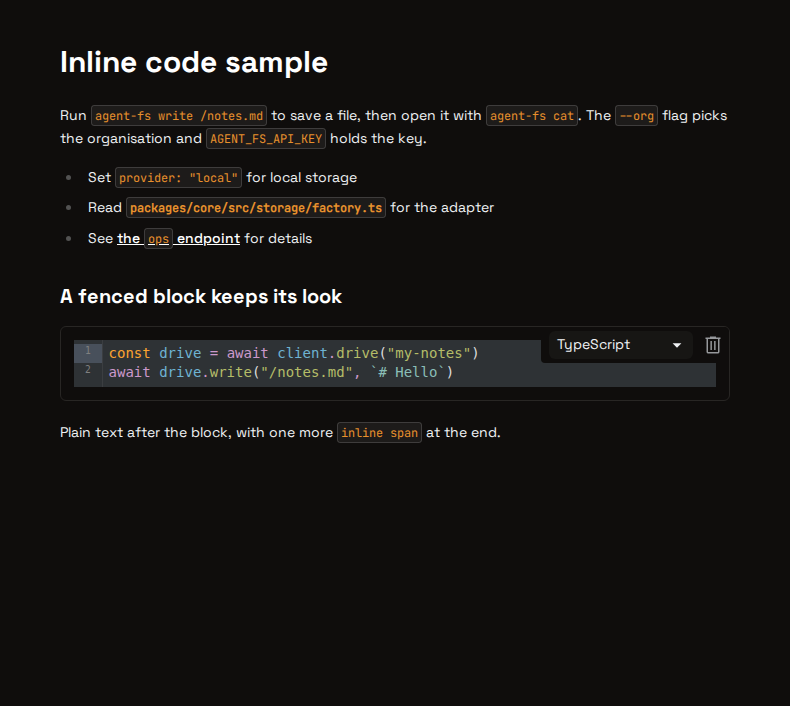 Inline code sample
Run agent-fs write /notes.md to save a file, then open it with agent-fs cat. The --org flag picks
the organisation and AGENT_FS_API_KEY holds the key.
Set provider: "local" for local storage
Read packages/core/src/storage/factory.ts for the adapter
See the ops endpoint for details
A fenced block keeps its look
TypeScript
1 const drive = await client.drive("my-notes")
2 await drive.write("/notes.md", `# Hello`)
Plain text after the block, with one more inline span at the end.